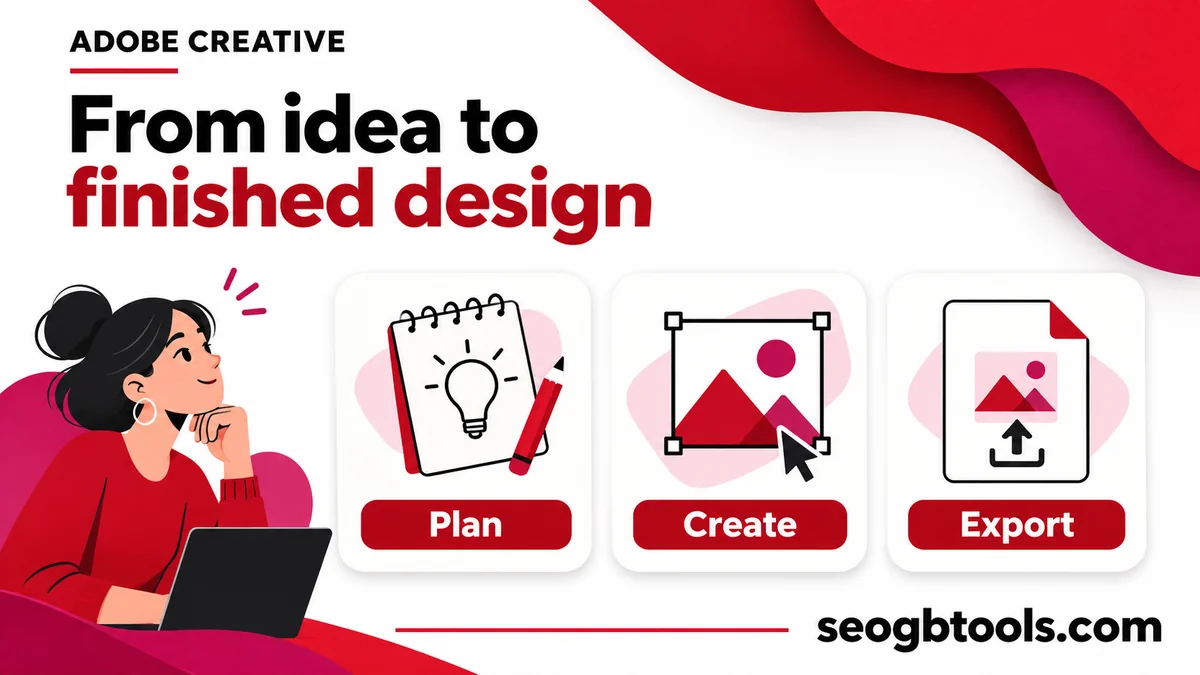 ADOBE CREATIVE
From idea to
finished design
Plan
Create
Export
seogbtools.com